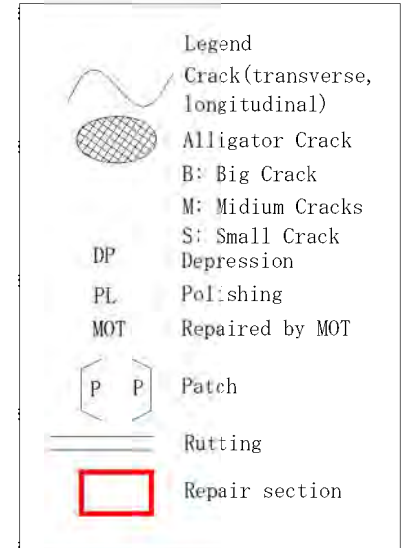 Legend
Crack(transverse,
longitudinal)
Alligator Crack
B: Big Crack
M: Midium Cracks
S: Small Crack
DP Depression
PL Polishing
MOT Repaired by MOT
P P Patch
Rutting
Repair section